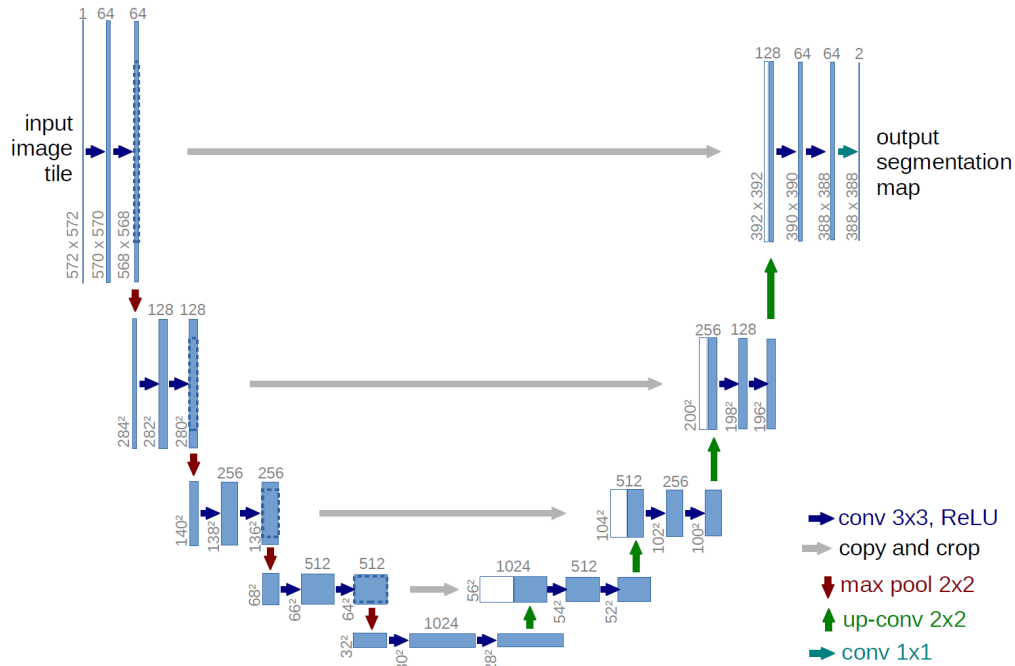 1 64 64
128 64 64 2
input
image
tile
output
segmentation
map
572 x 572
570 x 570
568 x 568
392 x 392
390 x 390
388 x 388
388 x 388
128 128
256 128
284²
282²
280²
200²
198²
196²
256 256
512 256
140²
138²
136²
104²
102²
100²
512 512
1024 512
68²
66²
64²
56²
54²
52²
1024
32²
conv 3x3, ReLU
copy and crop
max pool 2x2
up-conv 2x2
conv 1x1